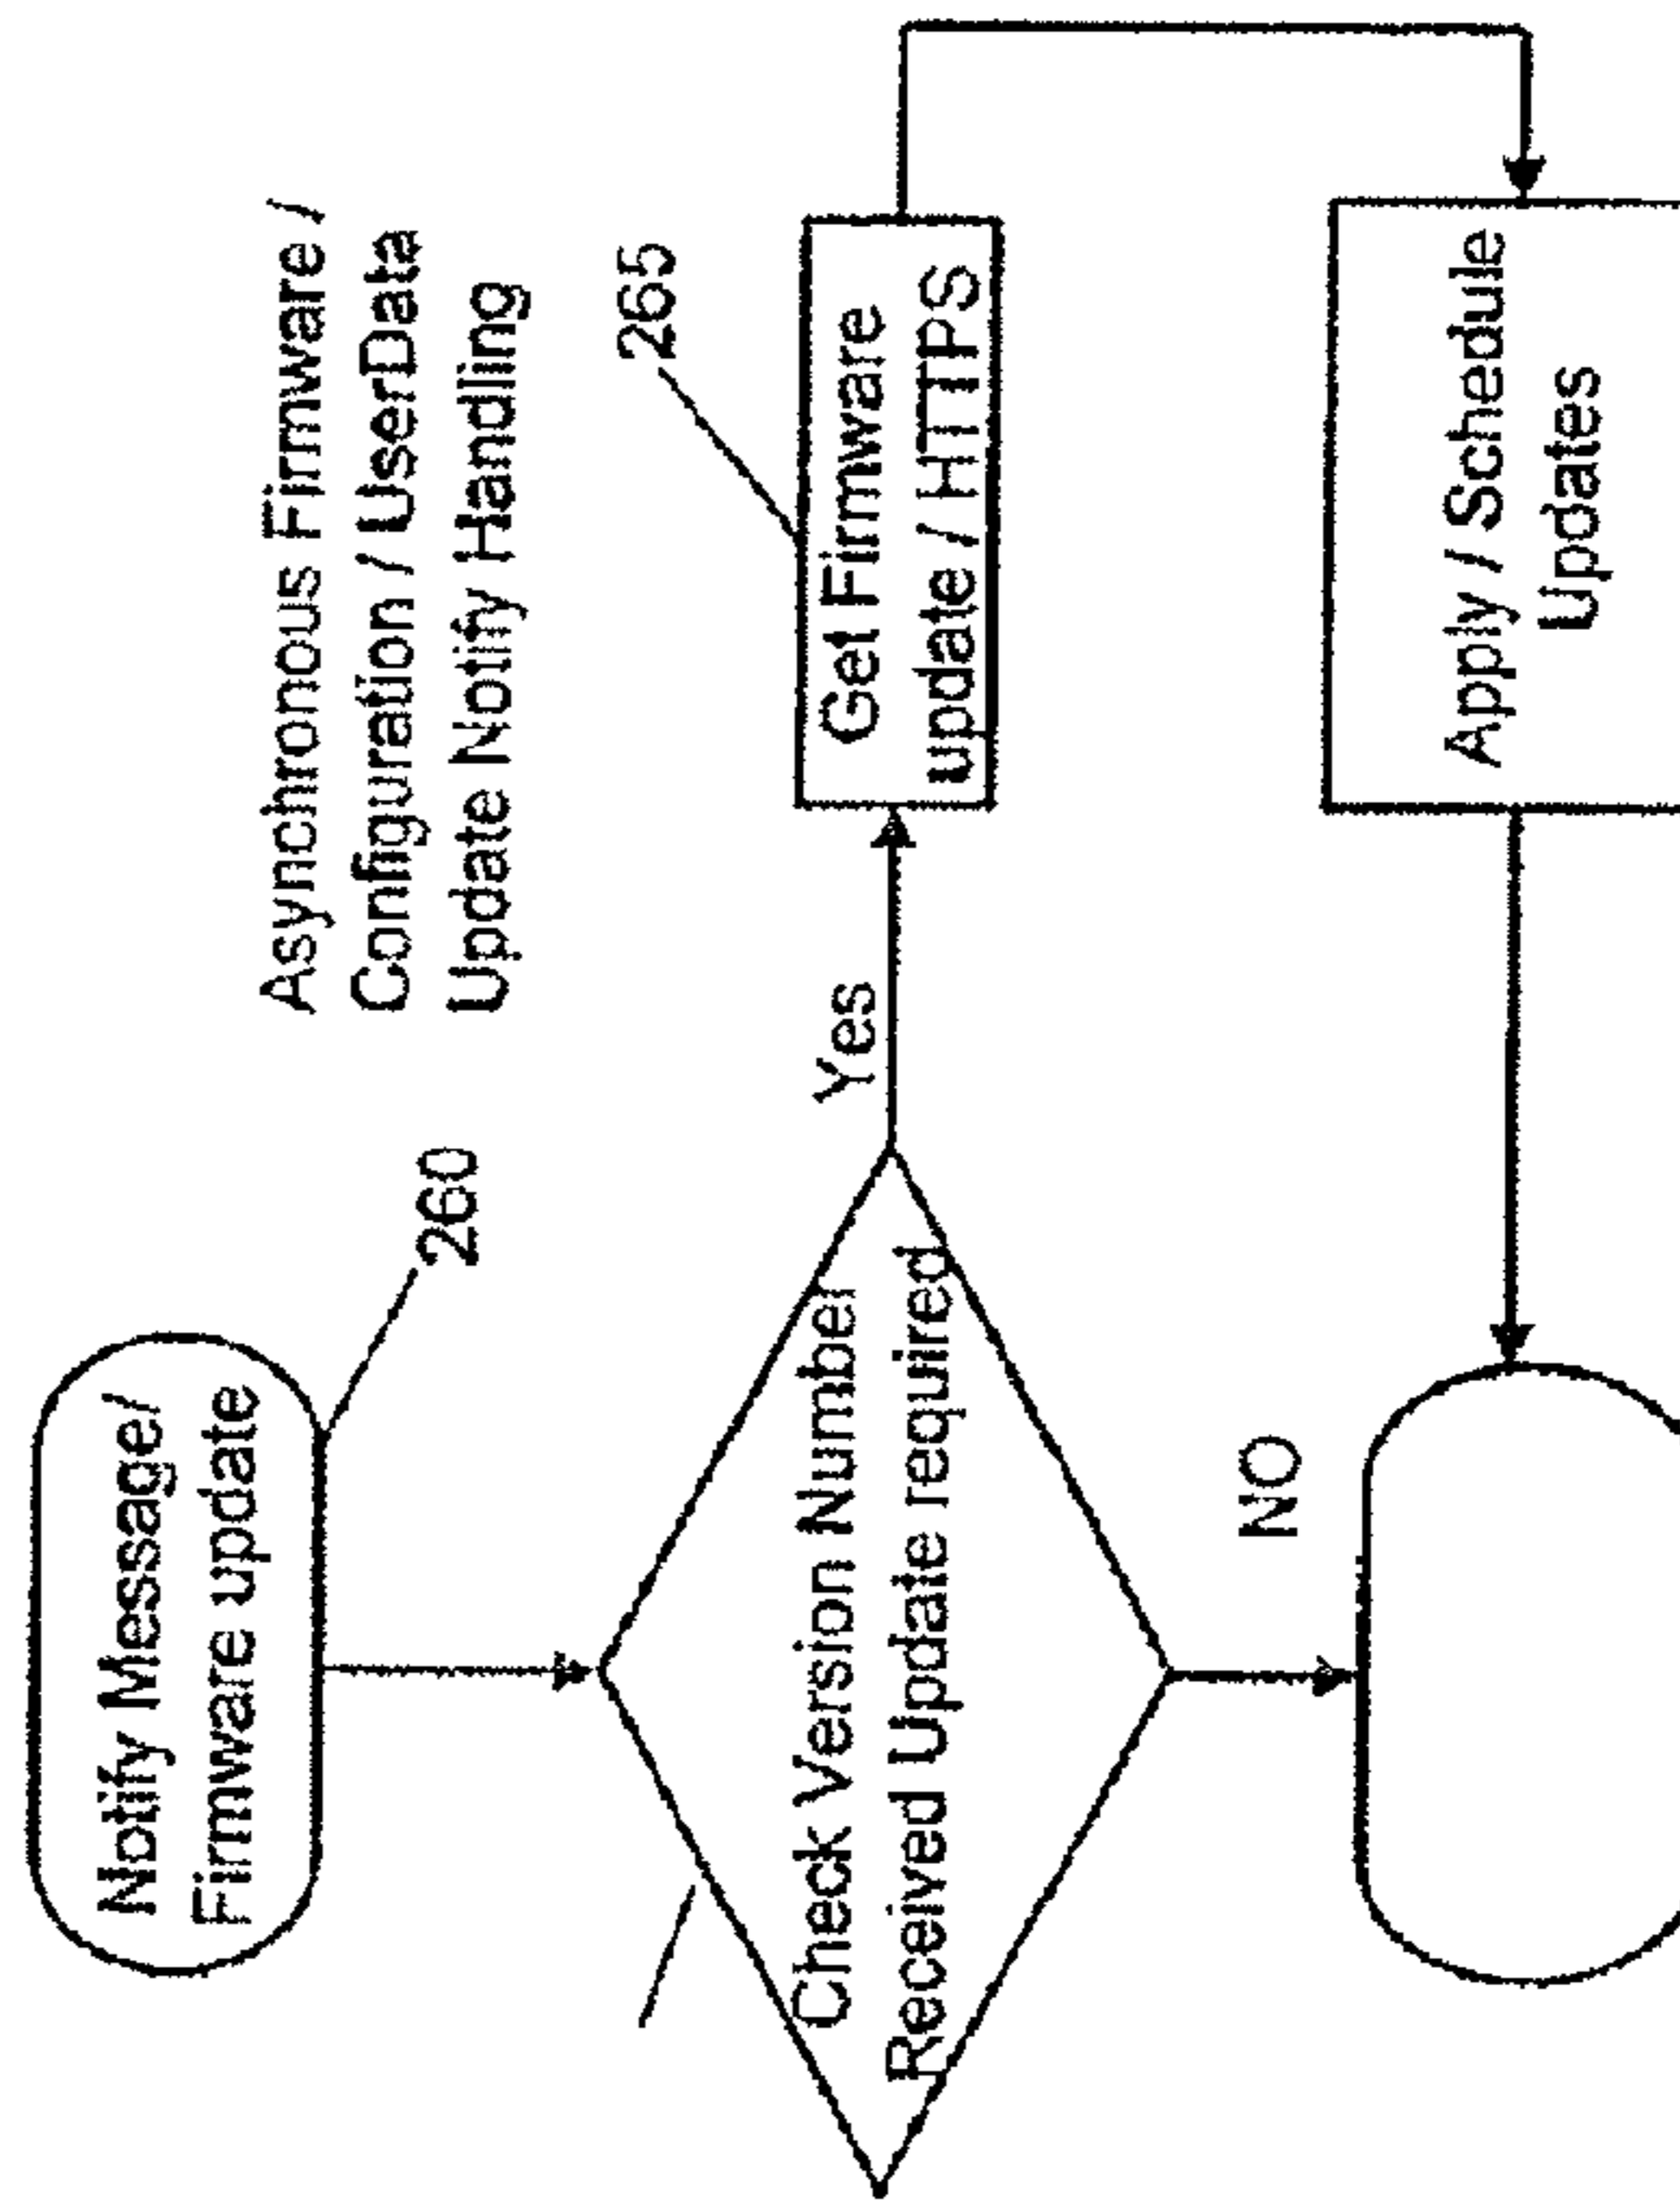 Asynchronous Firmware /
Configuration / UserData
Update Notify Handling
Notify Message/
Firmware update
260
Check Version Number
Received Update required
Yes
265
Get Firmware
update / HTTPS
NO
Apply / Schedule
Updates